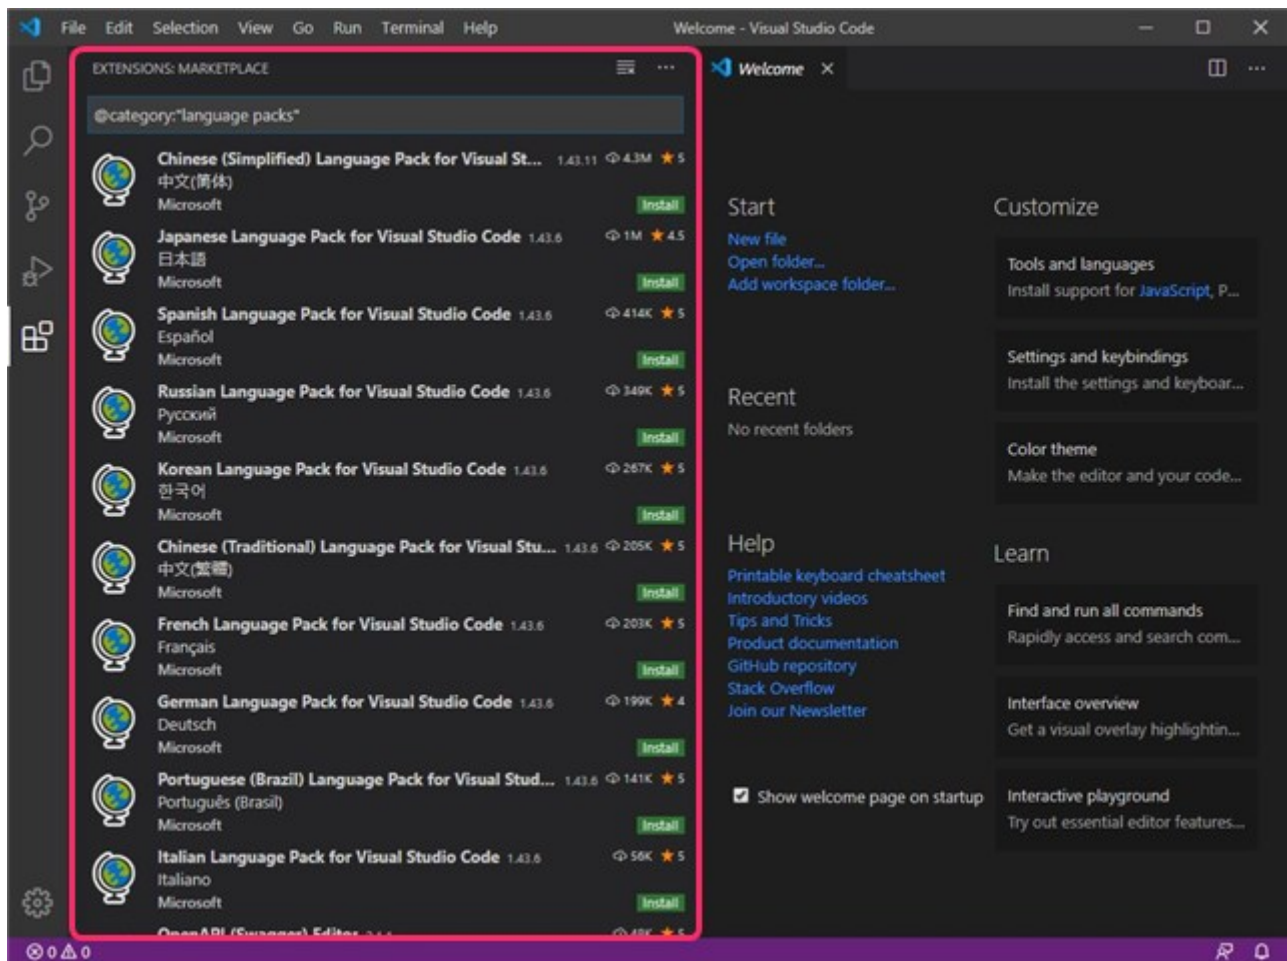 File Edit Selection View Go Run Terminal Help
Welcome - Visual Studio Code
EXTENSIONS: MARKETPLACE
@category:"language packs"
Chinese (Simplified) Language Pack for Visual St... 1.43.11 4.3M 5
中文(简体)
Microsoft Install
Japanese Language Pack for Visual Studio Code 1.43.6 1M 4.5
日本語
Microsoft Install
Spanish Language Pack for Visual Studio Code 1.43.6 414K 5
Español
Microsoft Install
Russian Language Pack for Visual Studio Code 1.43.6 349K 5
Русский
Microsoft Install
Korean Language Pack for Visual Studio Code 1.43.6 267K 5
한국어
Microsoft Install
Chinese (Traditional) Language Pack for Visual Stu... 1.43.6 205K 5
中文(繁體)
Microsoft Install
French Language Pack for Visual Studio Code 1.43.6 203K 5
Français
Microsoft Install
German Language Pack for Visual Studio Code 1.43.6 199K 4
Deutsch
Microsoft Install
Portuguese (Brazil) Language Pack for Visual Stud... 1.43.6 141K 5
Português (Brasil)
Microsoft Install
Italian Language Pack for Visual Studio Code 1.43.6 56K 5
Italiano
Microsoft Install
OpenAPI (Swagger) Editor
Welcome
Start
New file
Open folder...
Add workspace folder...
Recent
No recent folders
Help
Printable keyboard cheatsheet
Introductory videos
Tips and Tricks
Product documentation
GitHub repository
Stack Overflow
Join our Newsletter
Show welcome page on startup
Customize
Tools and languages
Install support for JavaScript, P...
Settings and keybindings
Install the settings and keyboar...
Color theme
Make the editor and your code...
Learn
Find and run all commands
Rapidly access and search com...
Interface overview
Get a visual overlay highlightin...
Interactive playground
Try out essential editor features...
0 0